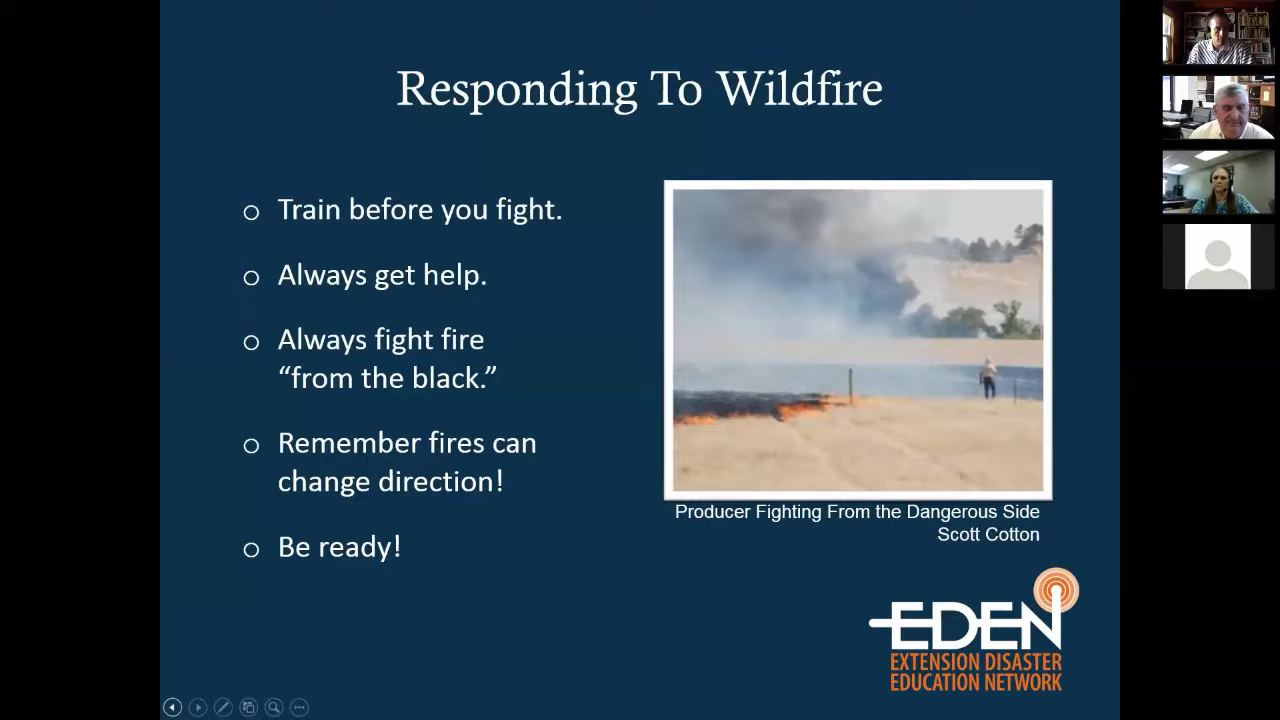 Responding To Wildfire
o Train before you fight.
o Always get help.
o Always fight fire
“from the black.”
o Remember fires can
change direction!
o Be ready!
Producer Fighting From the Dangerous Side
Scott Cotton
EDEN
EXTENSION DISASTER
EDUCATION NETWORK